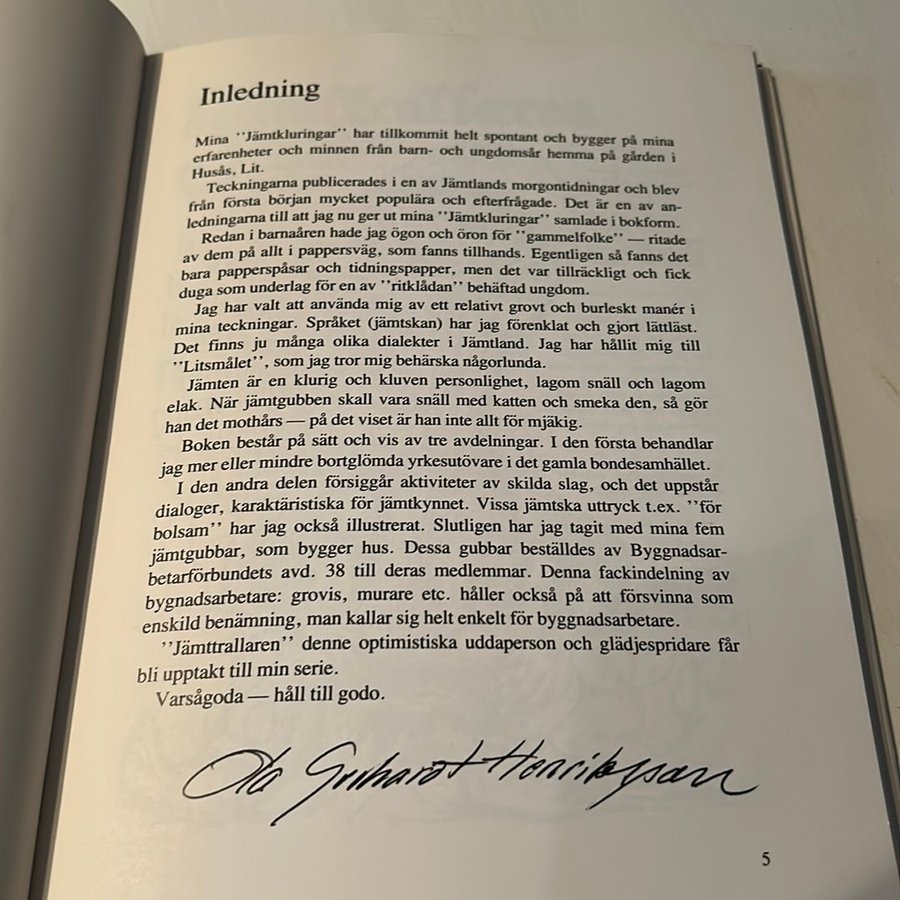 Inledning
Mina ''Jämtkluringar'' har tillkommit helt spontant och bygger på mina
erfarenheter och minnen från barn- och ungdomsår hemma på gården i
Husås, Lit.
Teckningarna publicerades i en av Jämtlands morgontidningar och blev
från första början mycket populära och efterfrågade. Det är en av an-
ledningarna till att jag nu ger ut mina ''Jämtkluringar'' samlade i bokform.
Redan i barnaåren hade jag ögon och öron för ''gammelfolke'' — ritade
av dem på allt i pappersväg, som fanns tillhands. Egentligen så fanns det
bara papperspåsar och tidningspapper, men det var tillräckligt och fick
duga som underlag för en av ''ritklådan'' behäftad ungdom.
Jag har valt att använda mig av ett relativt grovt och burleskt manér i
mina teckningar. Språket (jämtskan) har jag förenklat och gjort lättläst.
Det finns ju många olika dialekter i Jämtland. Jag har hållit mig till
''Litsmålet'', som jag tror mig behärska någorlunda.
Jämten är en klurig och kluven personlighet, lagom snäll och lagom
elak. När jämtgubben skall vara snäll med katten och smeka den, så gör
han det mothårs — på det viset är han inte allt för mjäkig.
Boken består på sätt och vis av tre avdelningar. I den första behandlar
jag mer eller mindre bortglömda yrkesutövare i det gamla bondesamhället.
I den andra delen försiggår aktiviteter av skilda slag, och det uppstår
dialoger, karaktäristiska för jämtkynnet. Vissa jämtska uttryck t.ex. ''för
bolsam'' har jag också illustrerat. Slutligen har jag tagit med mina fem
jämtgubbar, som bygger hus. Dessa gubbar beställdes av Byggnadsar-
betarförbundets avd. 38 till deras medlemmar. Denna fackindelning av
bygnadsarbetare: grovis, murare etc. håller också på att försvinna som
enskild benämning, man kallar sig helt enkelt för byggnadsarbetare.
''Jämttrallaren'' denne optimistiska uddaperson och glädjespridare får
bli upptakt till min serie.
Varsågoda — håll till godo.
Ola Gerhardt Henriksson
5